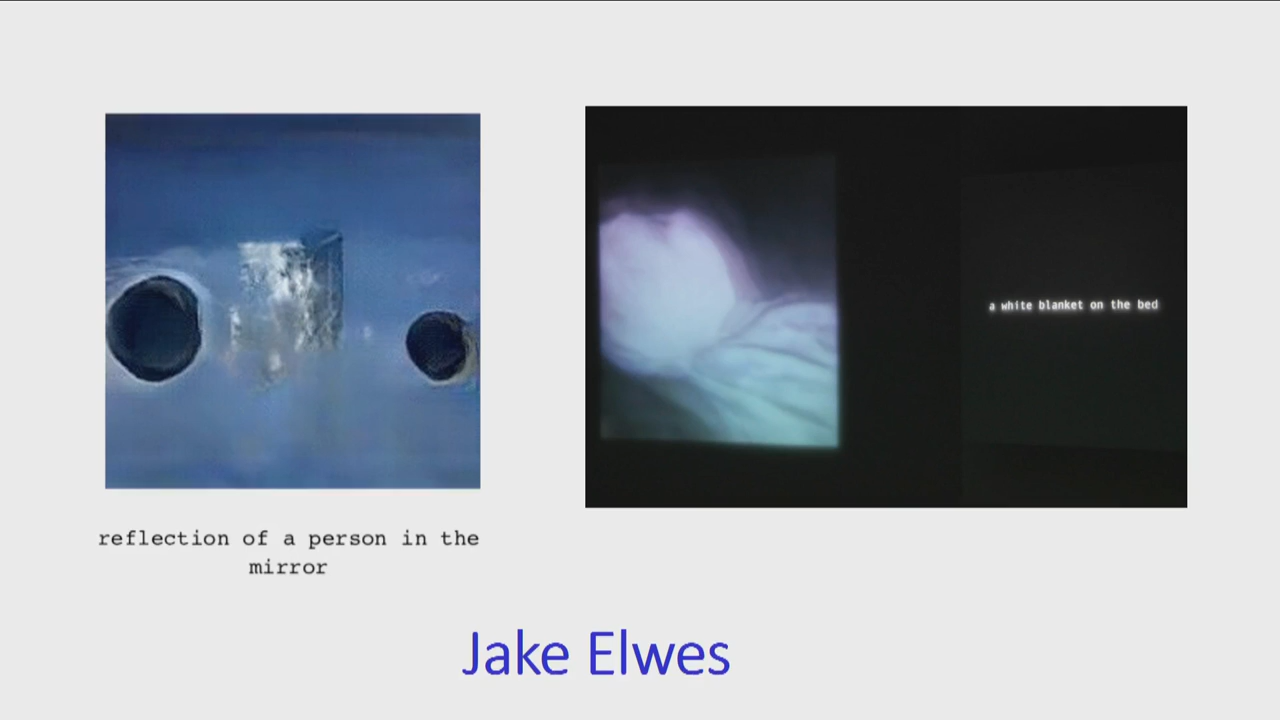 a white blanket on the bed
reflection of a person in the
mirror
Jake Elwes